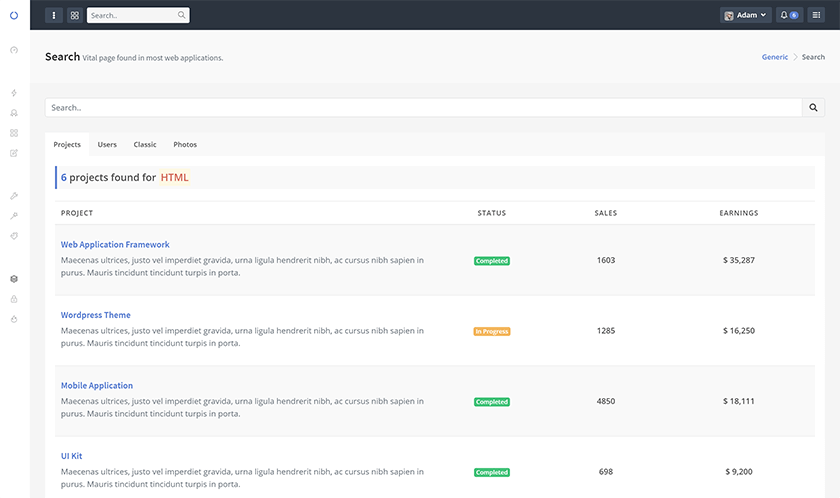 Search..
Adam
6
Search Vital page found in most web applications.
Generic Search
Search..
Projects Users Classic Photos
6 projects found for HTML
PROJECT STATUS SALES EARNINGS
Web Application Framework
Maecenas ultrices, justo vel imperdiet gravida, urna ligula hendrerit nibh, ac cursus nibh sapien in
purus. Mauris tincidunt tincidunt turpis in porta.
Completed 1603 $ 35,287
Wordpress Theme
Maecenas ultrices, justo vel imperdiet gravida, urna ligula hendrerit nibh, ac cursus nibh sapien in
purus. Mauris tincidunt tincidunt turpis in porta.
In Progress 1285 $ 16,250
Mobile Application
Maecenas ultrices, justo vel imperdiet gravida, urna ligula hendrerit nibh, ac cursus nibh sapien in
purus. Mauris tincidunt tincidunt turpis in porta.
Completed 4850 $ 18,111
UI Kit
Maecenas ultrices, justo vel imperdiet gravida, urna ligula hendrerit nibh, ac cursus nibh sapien in
purus. Mauris tincidunt tincidunt turpis in porta.
Completed 698 $ 9,200